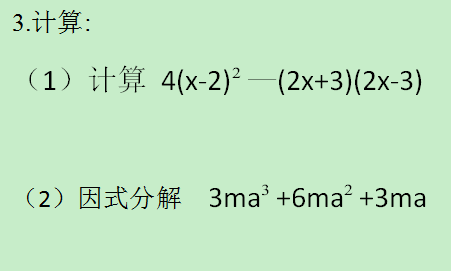 3.计算:
（1）计算 4(x-2)² —(2x+3)(2x-3)
（2）因式分解 3ma³ +6ma² +3ma